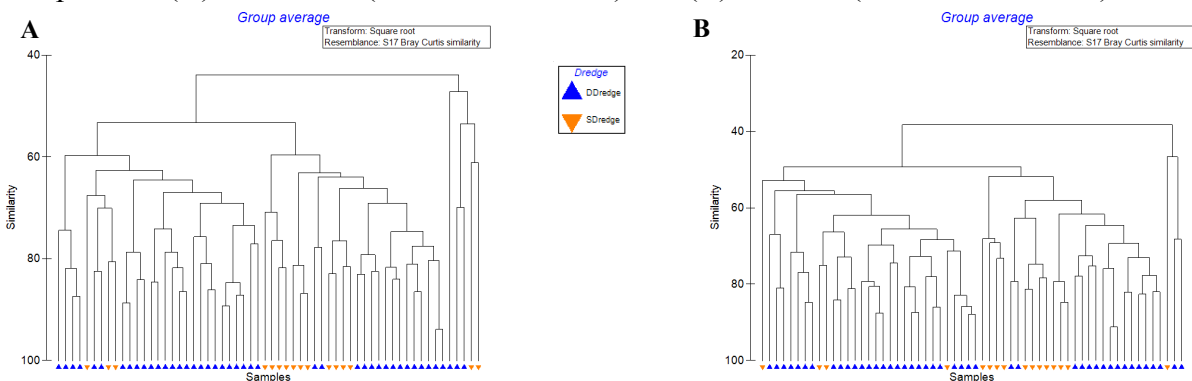 Group average
A
Transform: Square root
Resemblance: S17 Bray Curtis similarity
40
60
80
100
Similarity
Samples
Dredge
DDredge
SDredge
Group average
B
Transform: Square root
Resemblance: S17 Bray Curtis similarity
20
40
60
80
100
Similarity
Samples